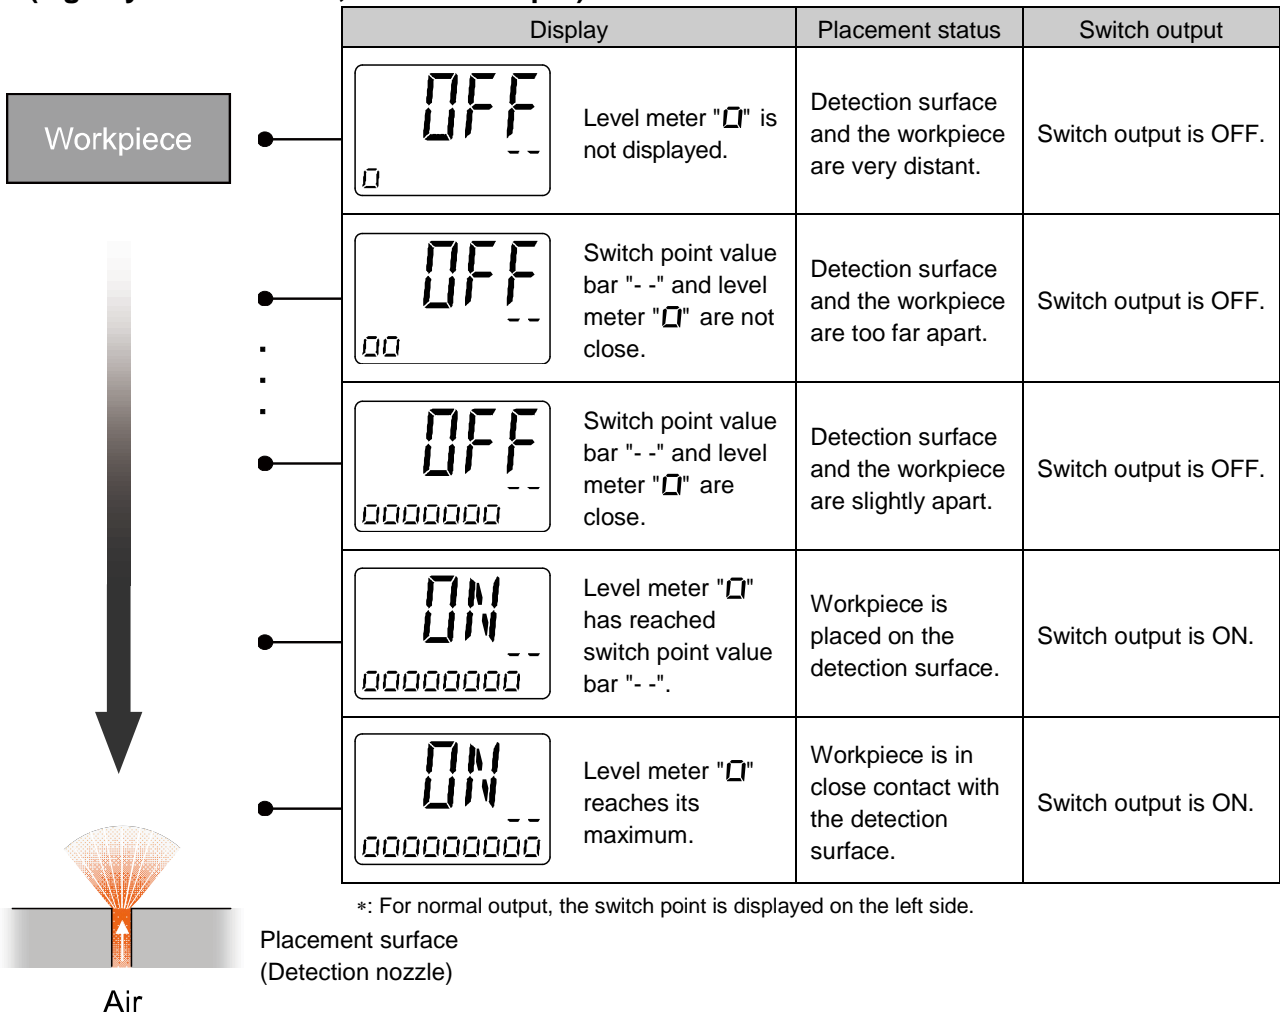 Display
Placement status
Switch output
Workpiece
OFF
--
0
Level meter "0" is
not displayed.
Detection surface
and the workpiece
are very distant.
Switch output is OFF.
OFF
--
00
Switch point value
bar "- -" and level
meter "0" are not
close.
Detection surface
and the workpiece
are too far apart.
Switch output is OFF.
OFF
--
0000000
Switch point value
bar "- -" and level
meter "0" are
close.
Detection surface
and the workpiece
are slightly apart.
Switch output is OFF.
ON
--
00000000
Level meter "0"
has reached
switch point value
bar "- -".
Workpiece is
placed on the
detection surface.
Switch output is ON.
ON
--
000000000
Level meter "0"
reaches its
maximum.
Workpiece is in
close contact with
the detection
surface.
Switch output is ON.
∗: For normal output, the switch point is displayed on the left side.
Placement surface
(Detection nozzle)
Air